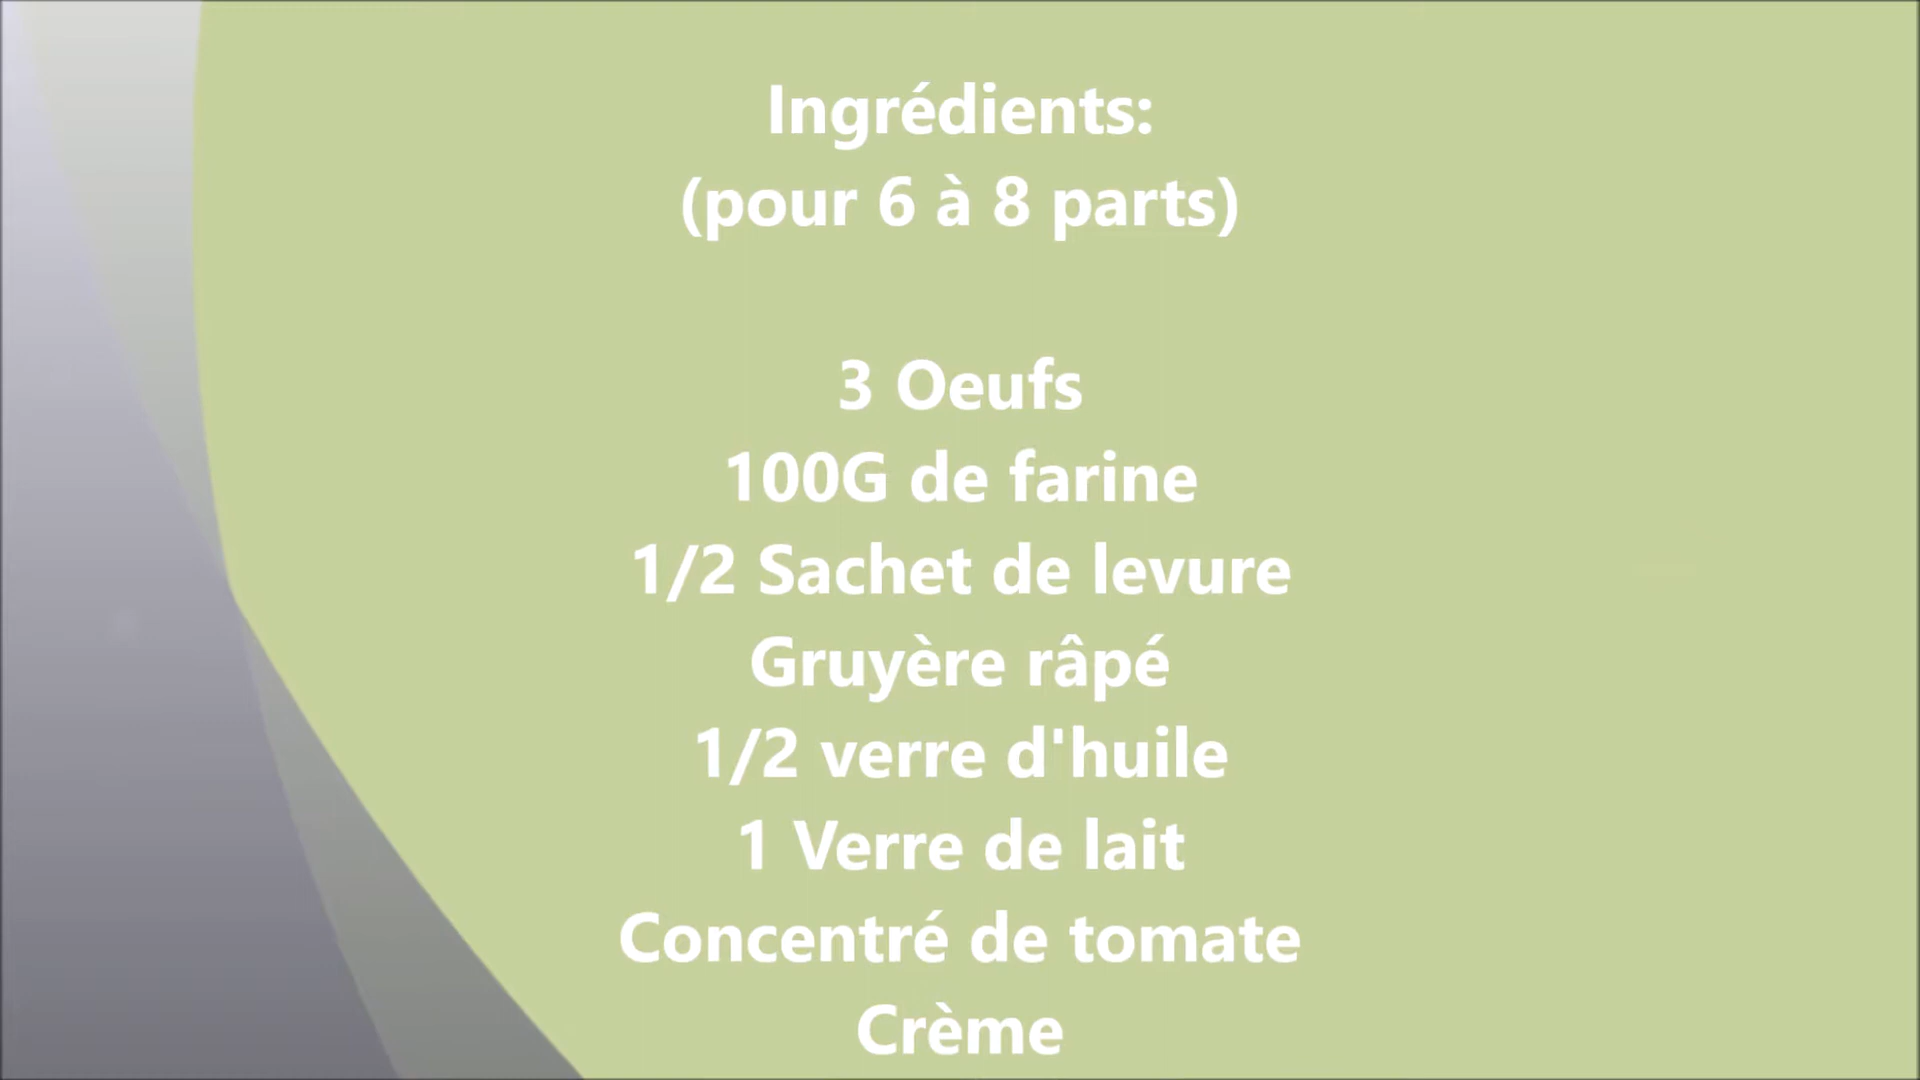 Ingrédients:
(pour 6 à 8 parts)
3 Oeufs
100G de farine
1/2 Sachet de levure
Gruyère râpé
1/2 verre d'huile
1 Verre de lait
Concentré de tomate
Crème